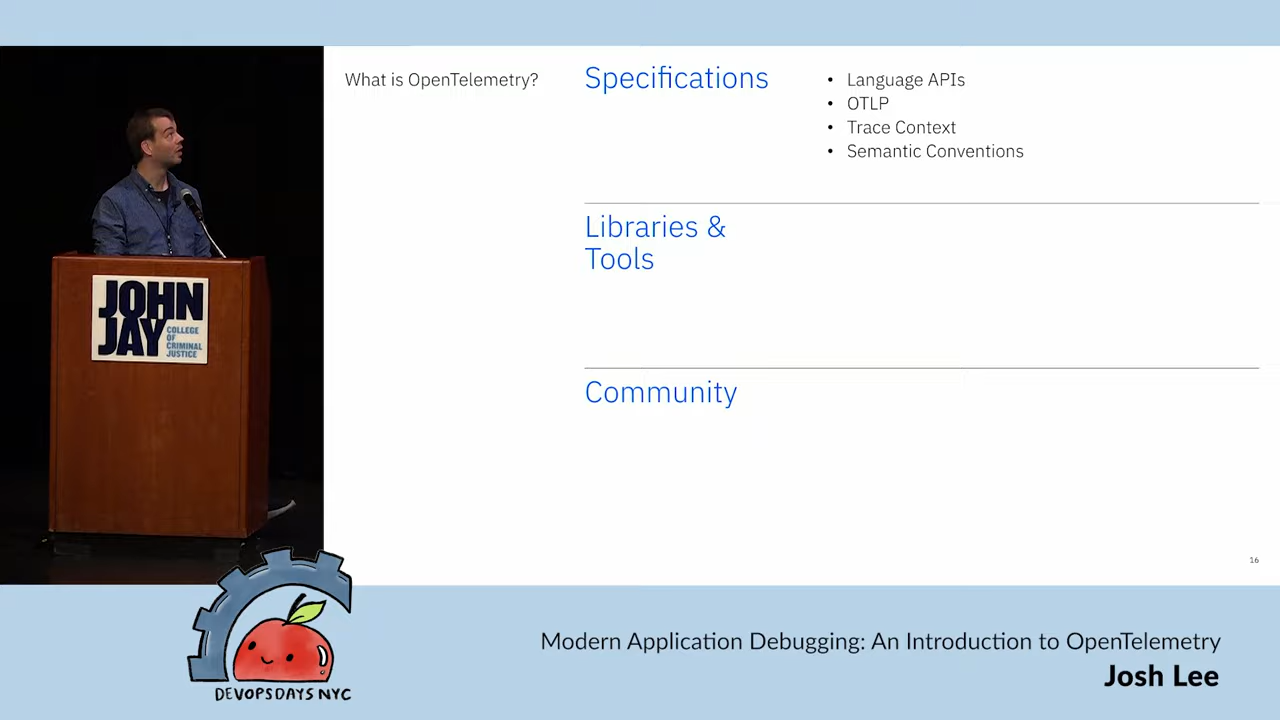 What is OpenTelemetry?
Specifications
• Language APIs
• OTLP
• Trace Context
• Semantic Conventions
Libraries &
Tools
Community
16
JOHN
JAY
COLLEGE
OF
CRIMINAL
JUSTICE
DEVOPSDAYS NYC
Modern Application Debugging: An Introduction to OpenTelemetry
Josh Lee